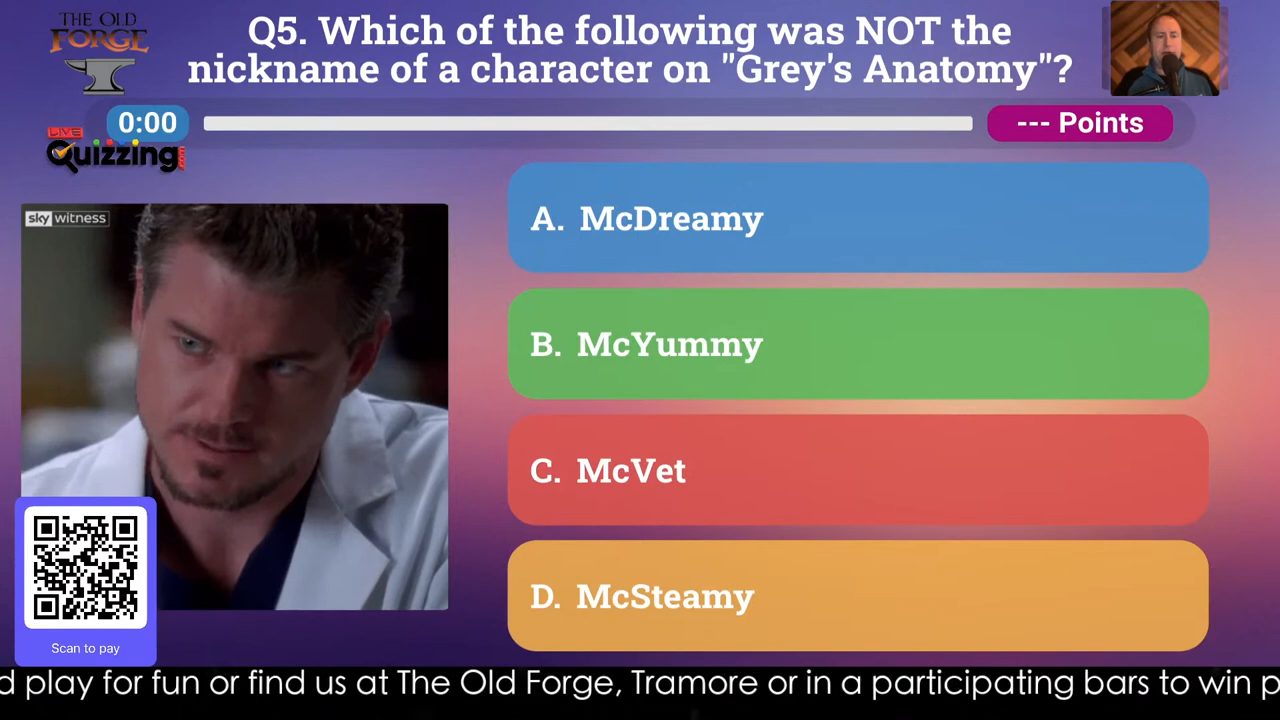 THE OLD
FORGE
Q5. Which of the following was NOT the
nickname of a character on "Grey's Anatomy"?
0:00
--- Points
LIVE
Quizzing
sky witness
A. McDreamy
B. McYummy
C. McVet
D. McSteamy
Scan to pay
d play for fun or find us at The Old Forge, Tramore or in a participating bars to win p